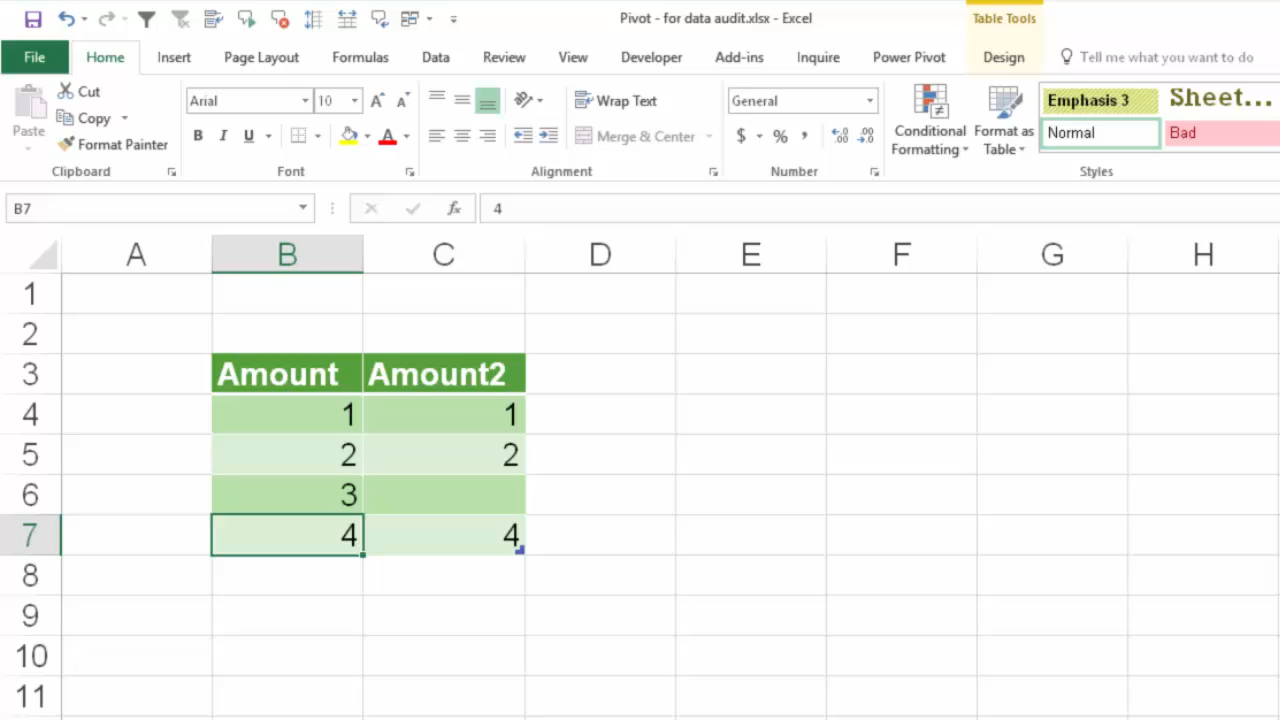 Pivot - for data audit.xlsx - Excel
Table Tools
File Home Insert Page Layout Formulas Data Review View Developer Add-ins Inquire Power Pivot Design Tell me what you want to do
Paste
Cut
Copy
Format Painter
Clipboard
Arial 10
B I U
Font
Wrap Text
Merge & Center
Alignment
General
$ % ,
Number
Conditional Formatting
Format as Table
Emphasis 3 Sheet...
Normal Bad
Styles
B7 fx 4
A B C D E F G H
1
2
3 Amount Amount2
4 1 1
5 2 2
6 3
7 4 4
8
9
10
11